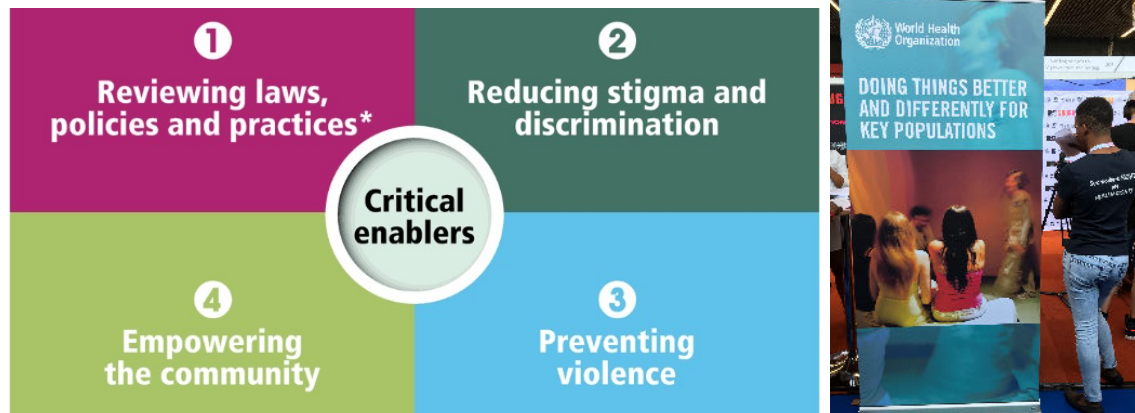 1
Reviewing laws,
policies and practices*
2
Reducing stigma and
discrimination
Critical
enablers
4
Empowering
the community
3
Preventing
violence
World Health
Organization
DOING THINGS BETTER
AND DIFFERENTLY FOR
KEY POPULATIONS